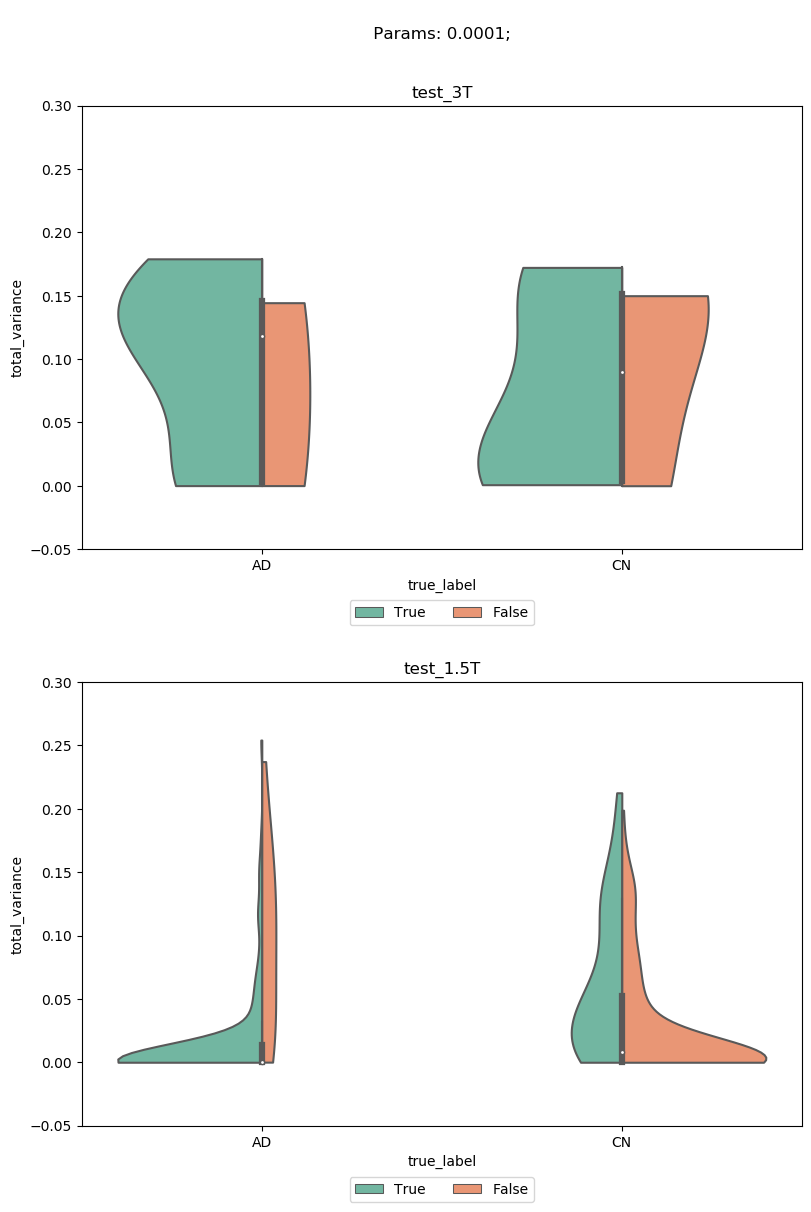 Params: 0.0001;
test_3T
0.30
0.25
0.20
0.15
0.10
0.05
0.00
−0.05
total_variance
AD CN
true_label
True False
test_1.5T
0.30
0.25
0.20
0.15
0.10
0.05
0.00
−0.05
total_variance
AD CN
true_label
True False